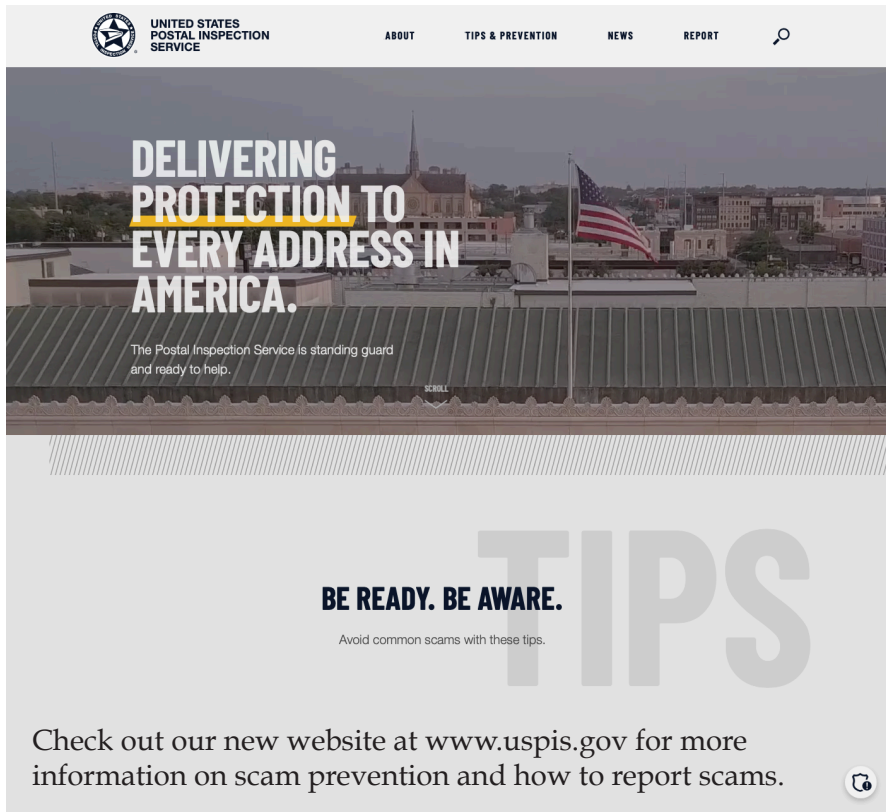 UNITED STATES
POSTAL INSPECTION
SERVICE
ABOUT
TIPS & PREVENTION
NEWS
REPORT
DELIVERING
PROTECTION TO
EVERY ADDRESS IN
AMERICA.
The Postal Inspection Service is standing guard
and ready to help.
SCROLL
TIPS
BE READY. BE AWARE.
Avoid common scams with these tips.
Check out our new website at www.uspis.gov for more
information on scam prevention and how to report scams.